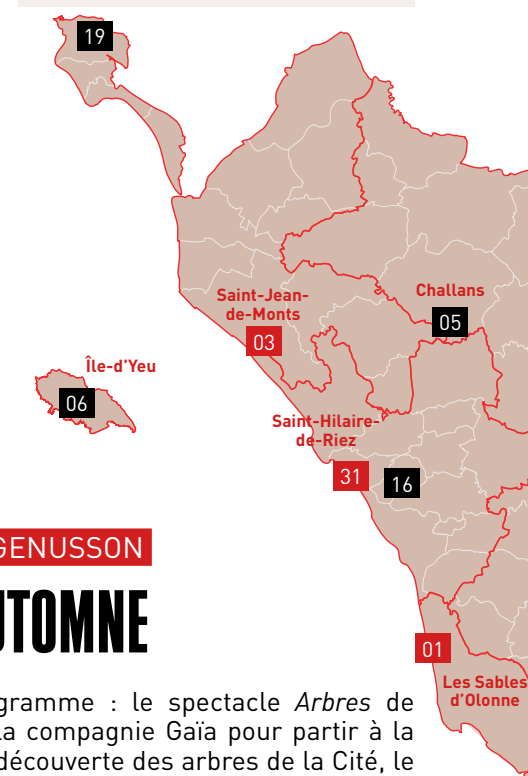 19
Saint-Jean-
de-Monts
03
Challans
05
Île-d'Yeu
06
Saint-Hilaire-
de-Riez
31
16
01
Les Sables
d'Olonne
GENUSSON
UTOMNE
gramme : le spectacle Arbres de
la compagnie Gaïa pour partir à la
découverte des arbres de la Cité, le